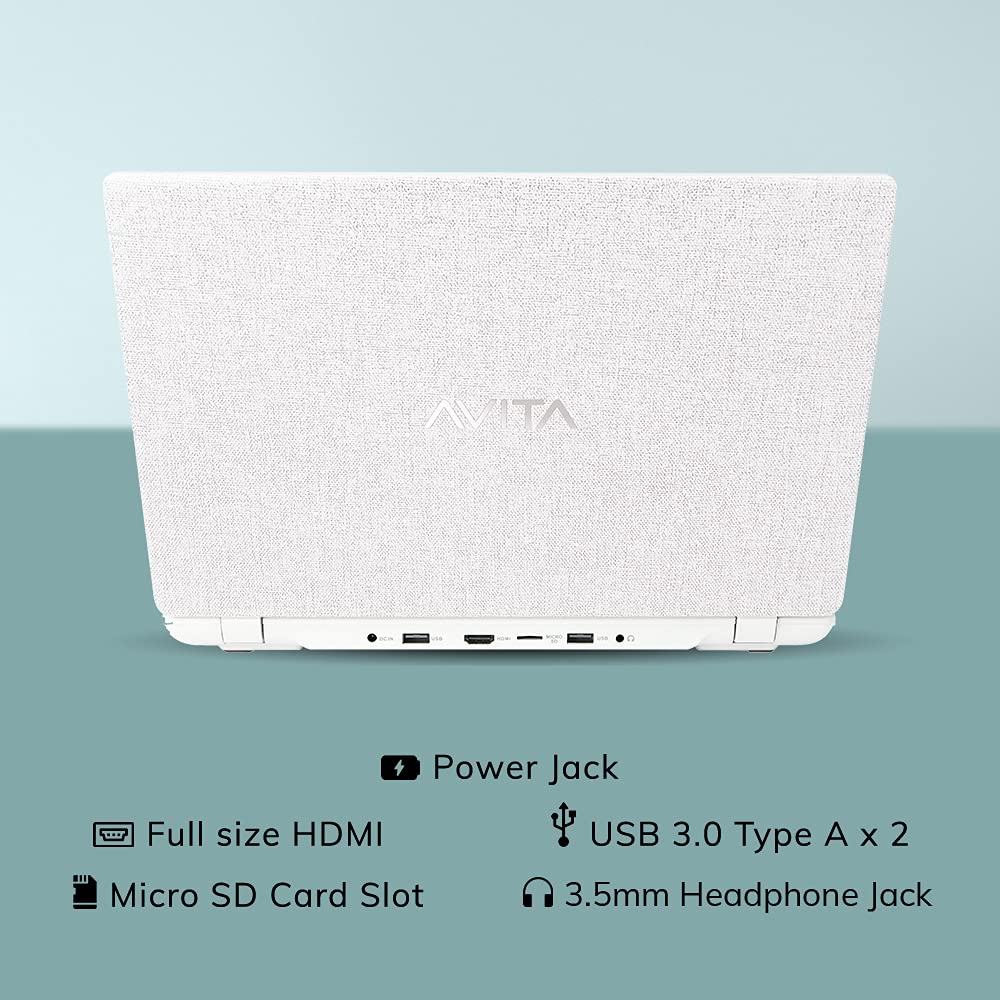 AVITA
DC IN USB HDMI MICRO SD USB
Power Jack
Full size HDMI
USB 3.0 Type A x 2
Micro SD Card Slot
3.5mm Headphone Jack